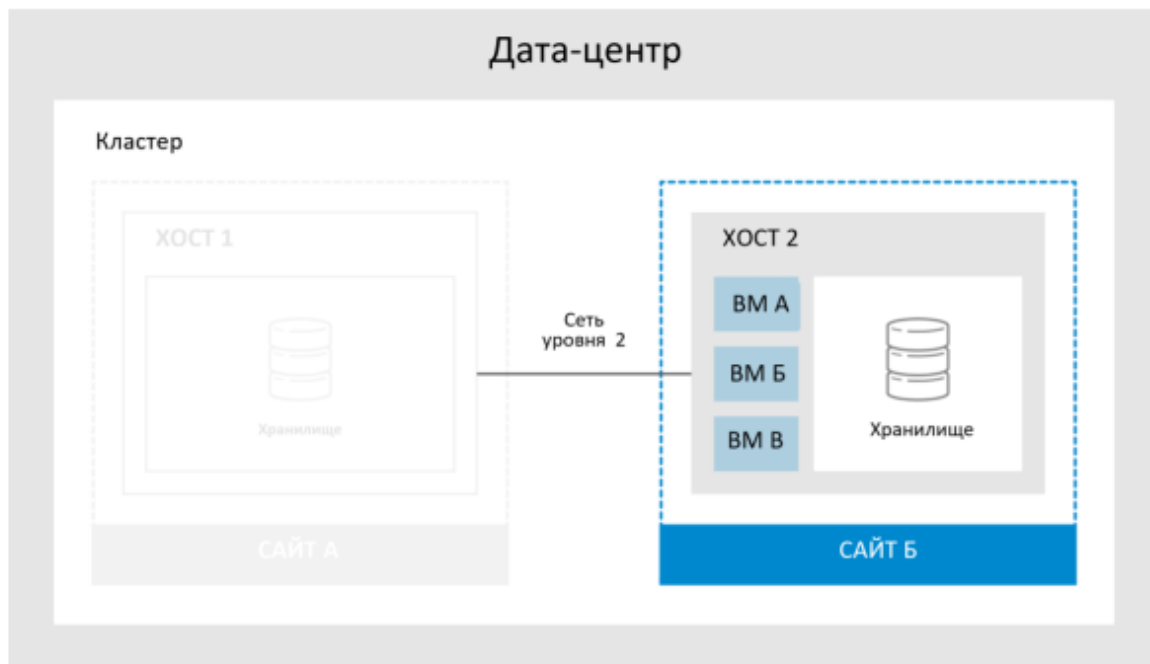 Дата-центр
Кластер
ХОСТ 1
Хранилище
САЙТ А
Сеть
уровня 2
ХОСТ 2
ВМ А
ВМ Б
ВМ В
Хранилище
САЙТ Б